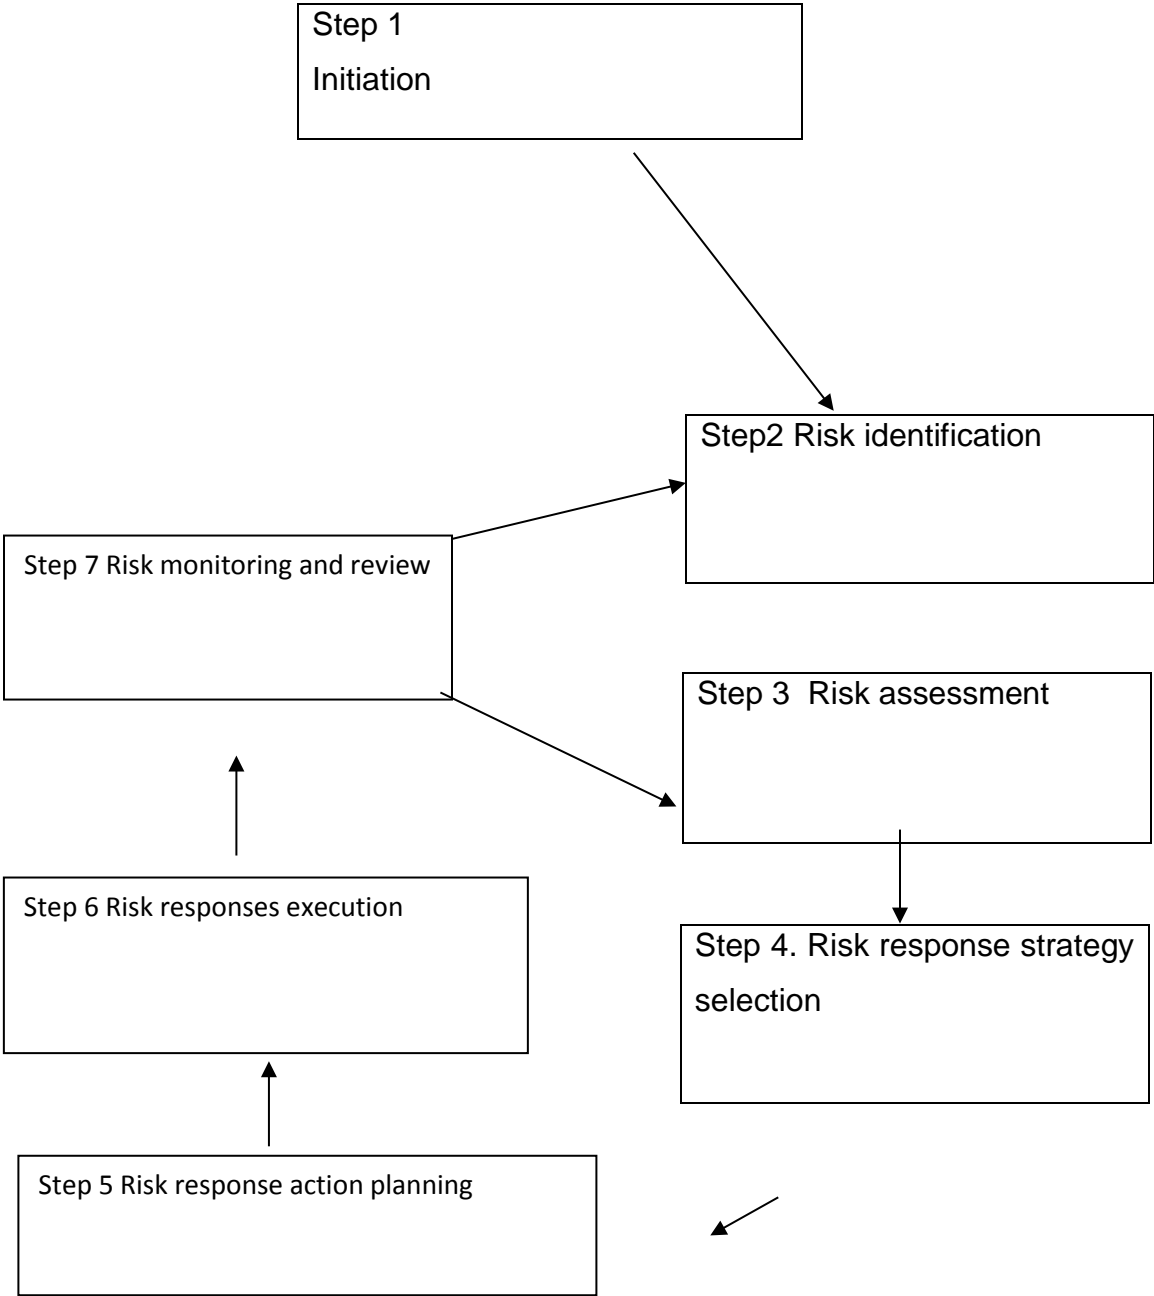 Step 1
Initiation
Step2 Risk identification
Step 7 Risk monitoring and review
Step 3  Risk assessment
Step 6 Risk responses execution
Step 4. Risk response strategy
selection
Step 5 Risk response action planning